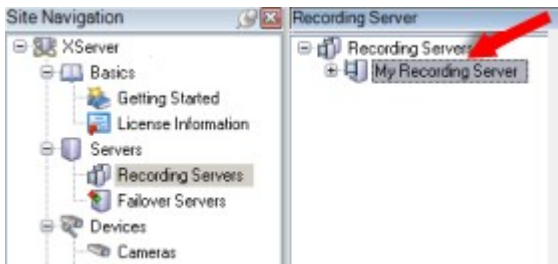 Site Navigation
XServer
Basics
Getting Started
License Information
Servers
Recording Servers
Failover Servers
Devices
Cameras
Recording Server
Recording Servers
My Recording Server